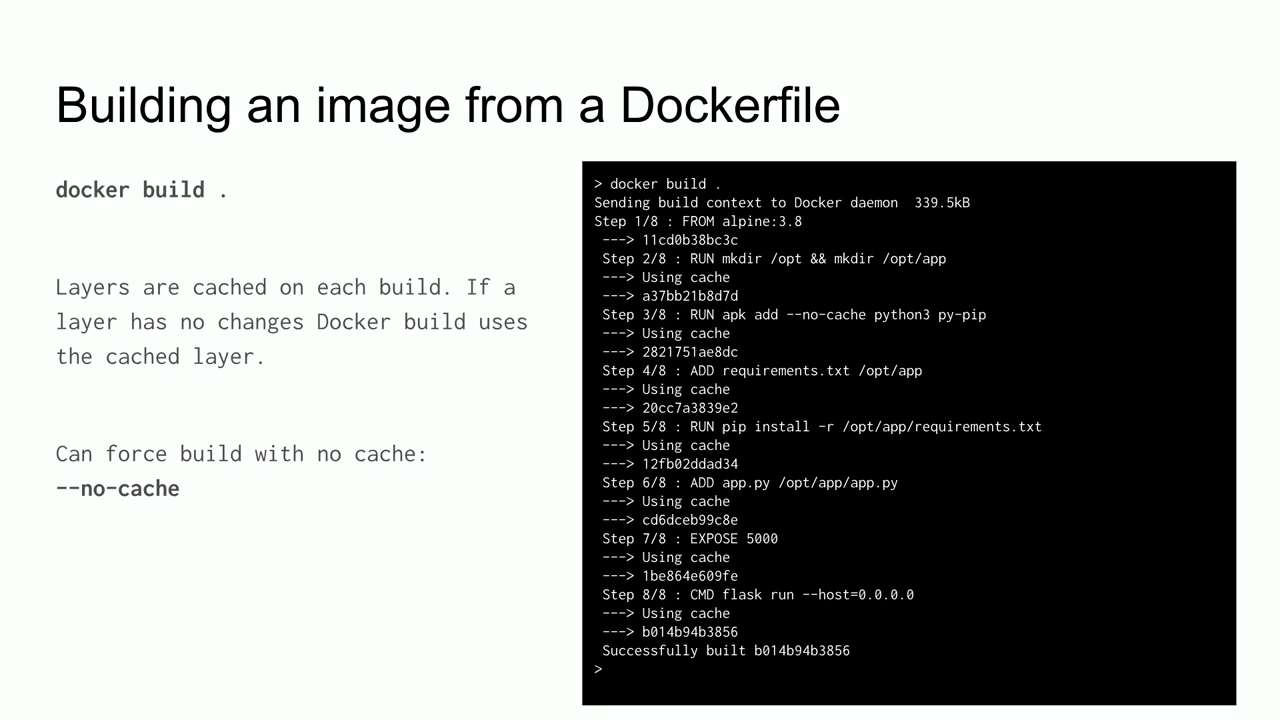 Building an image from a Dockerfile
docker build .
Layers are cached on each build. If a
layer has no changes Docker build uses
the cached layer.
Can force build with no cache:
--no-cache
> docker build .
Sending build context to Docker daemon  339.5kB
Step 1/8 : FROM alpine:3.8
---> 11cd0b38bc3c
Step 2/8 : RUN mkdir /opt && mkdir /opt/app
---> Using cache
---> a37bb21b8d7d
Step 3/8 : RUN apk add --no-cache python3 py-pip
---> Using cache
---> 2821751ae8dc
Step 4/8 : ADD requirements.txt /opt/app
---> Using cache
---> 20cc7a3839e2
Step 5/8 : RUN pip install -r /opt/app/requirements.txt
---> Using cache
---> 12fb02ddad34
Step 6/8 : ADD app.py /opt/app/app.py
---> Using cache
---> cd6dceb99c8e
Step 7/8 : EXPOSE 5000
---> Using cache
---> 1be864e609fe
Step 8/8 : CMD flask run --host=0.0.0.0
---> Using cache
---> b014b94b3856
Successfully built b014b94b3856
>